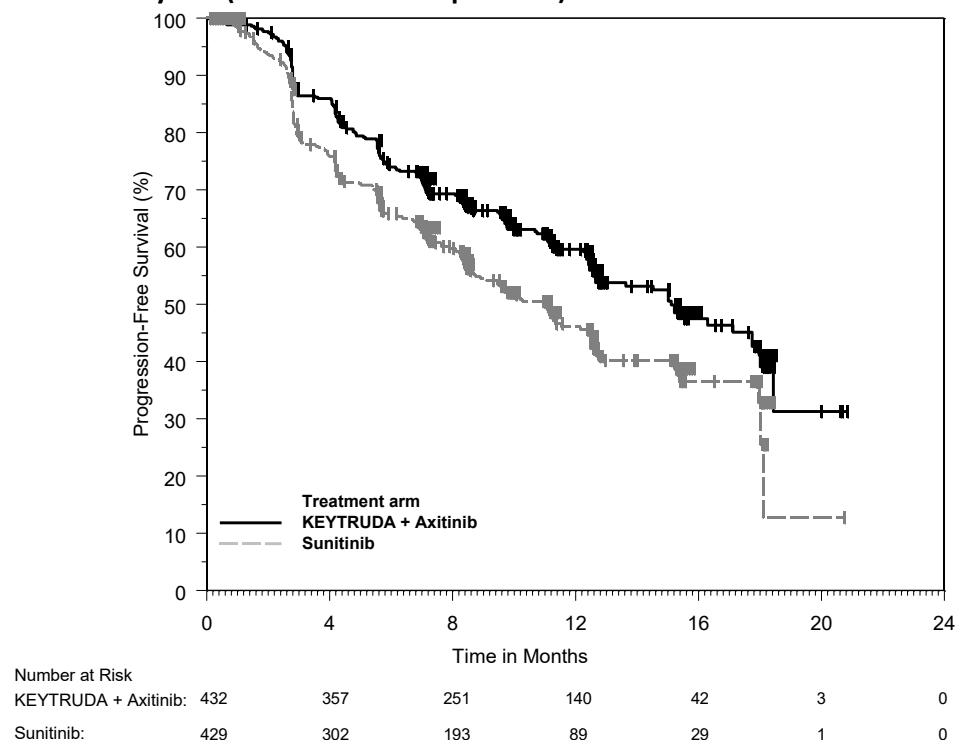 100
90
80
70
60
50
40
30
20
10
0
Progression-Free Survival (%)
Treatment arm
KEYTRUDA + Axitinib
Sunitinib
0 4 8 12 16 20 24
Time in Months
Number at Risk
KEYTRUDA + Axitinib: 432 357 251 140 42 3 0
Sunitinib: 429 302 193 89 29 1 0